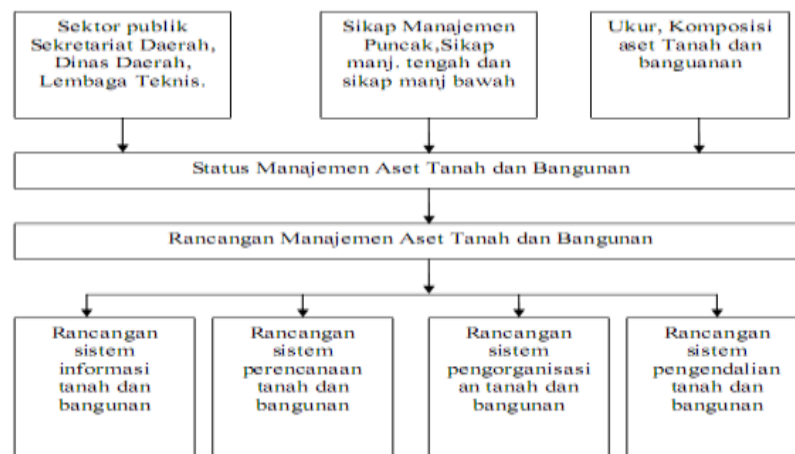 Sektor publik
Sekretariat Daerah,
Dinas Daerah,
Lembaga Teknis.
Sikap Manajemen
Puncak,Sikap
manj. tengah dan
sikap manj bawah
Ukur, Komposisi
aset Tanah dan
banguanan
Status Manajemen Aset Tanah dan Bangunan
Rancangan Manajemen Aset Tanah dan Bangunan
Rancangan
sistem
informasi
tanah dan
bangunan
Rancangan
sistem
perencanaan
tanah dan
bangunan
Rancangan
sistem
pengorganisasi
an tanah dan
bangunan
Rancangan
sistem
pengendalian
tanah dan
bangunan